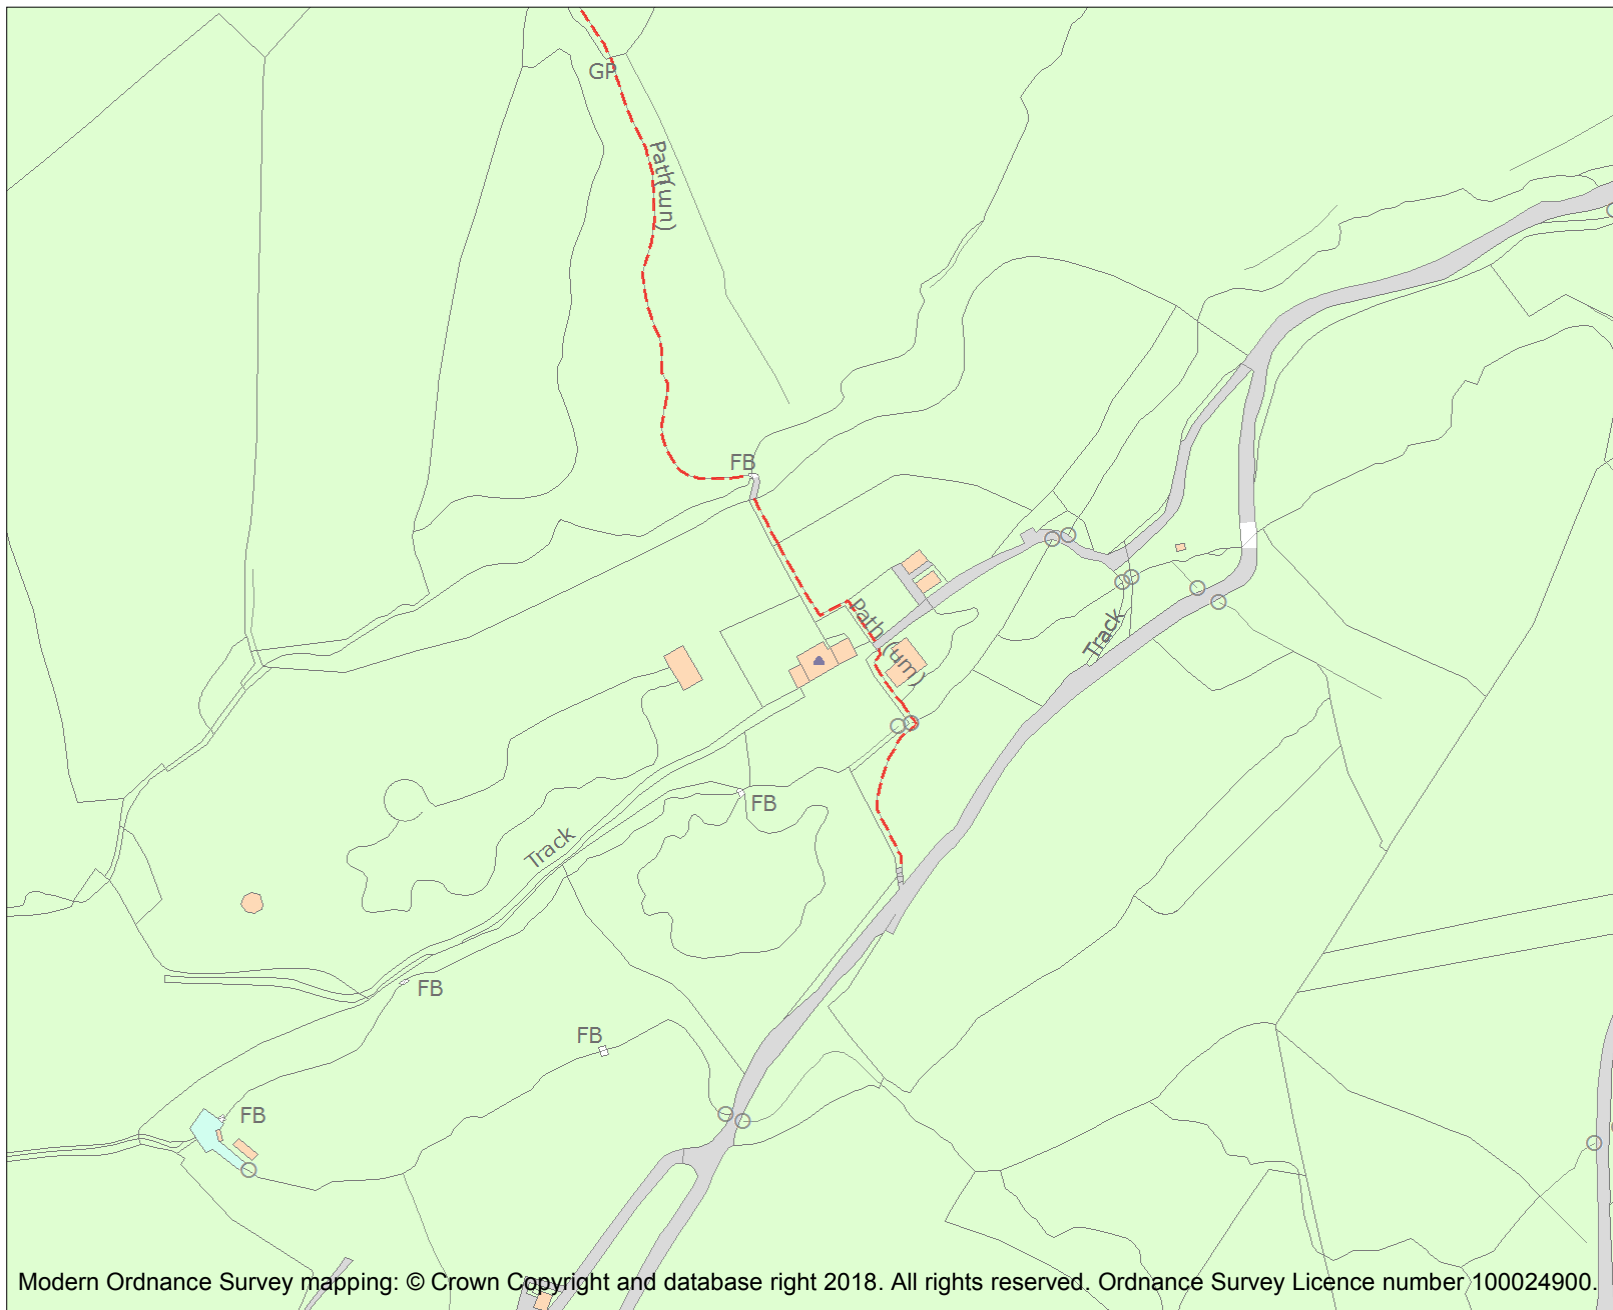 GP
Path(um)
FB
Path (um)
Track
FB
Track
FB
FB
FB
Modern Ordnance Survey mapping: © Crown Copyright and database right 2018. All rights reserved. Ordnance Survey Licence number 100024900.